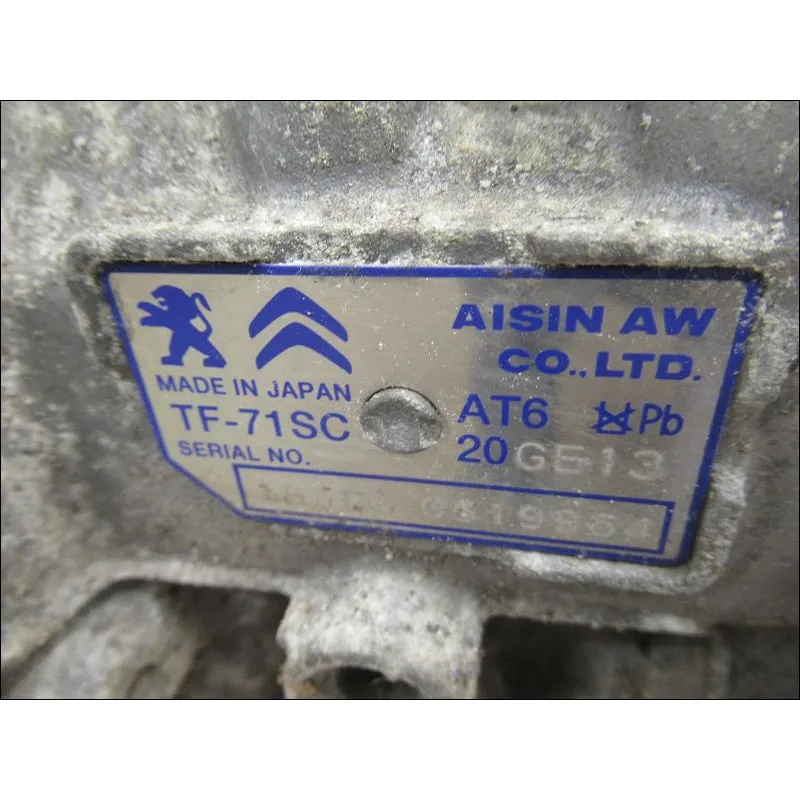 AISIN AW
CO.,LTD.
MADE IN JAPAN
TF-71SC
AT6 Pb
SERIAL NO.
20GE13